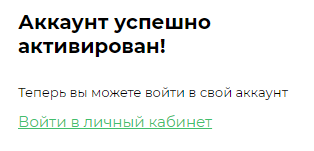 Аккаунт успешно
активирован!
Теперь вы можете войти в свой аккаунт
Войти в личный кабинет